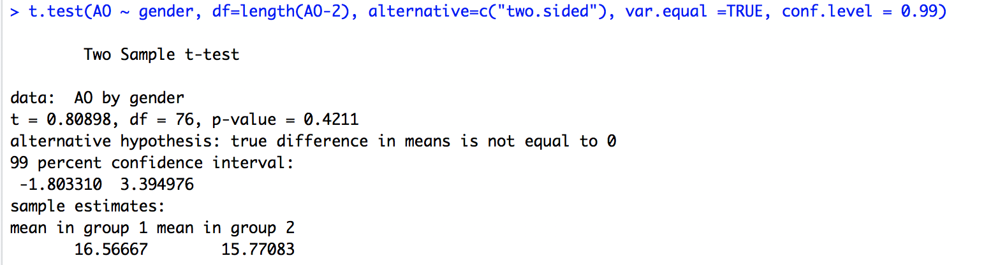 > t.test(AO ~ gender, df=length(AO-2), alternative=c("two.sided"), var.equal =TRUE, conf.level = 0.99)
Two Sample t-test
data:  AO by gender
t = 0.80898, df = 76, p-value = 0.4211
alternative hypothesis: true difference in means is not equal to 0
99 percent confidence interval:
-1.803310  3.394976
sample estimates:
mean in group 1 mean in group 2
16.56667        15.77083